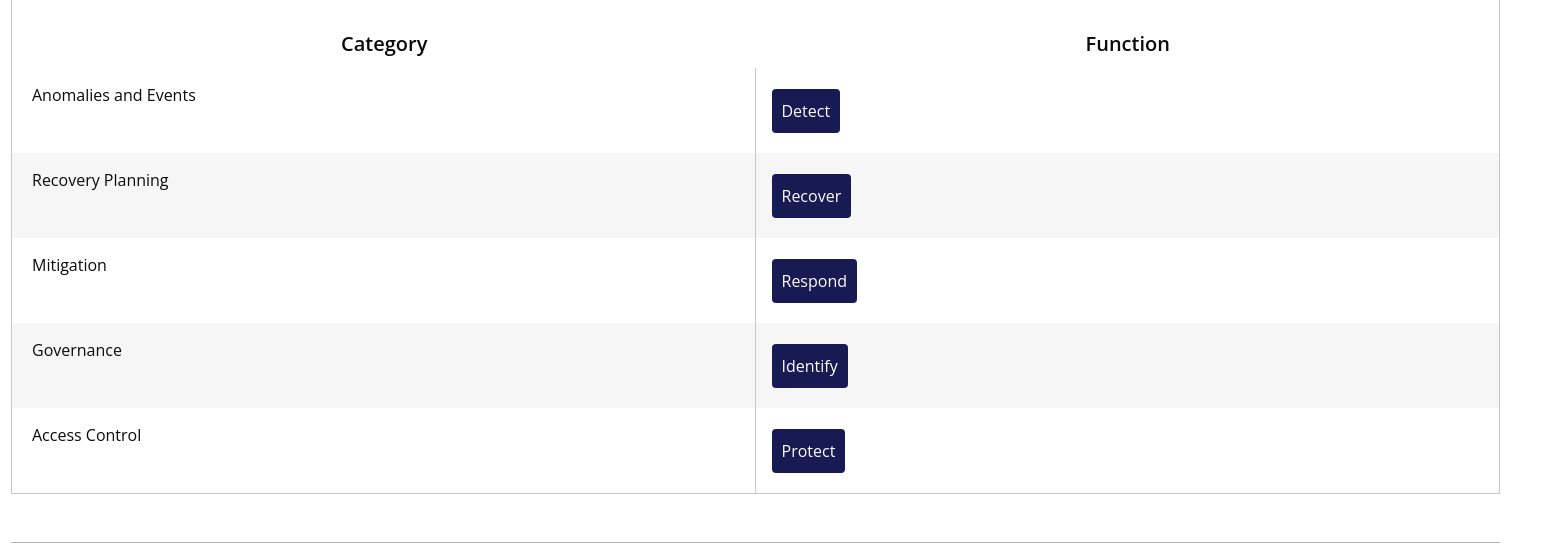 Category Function
Anomalies and Events Detect
Recovery Planning Recover
Mitigation Respond
Governance Identify
Access Control Protect